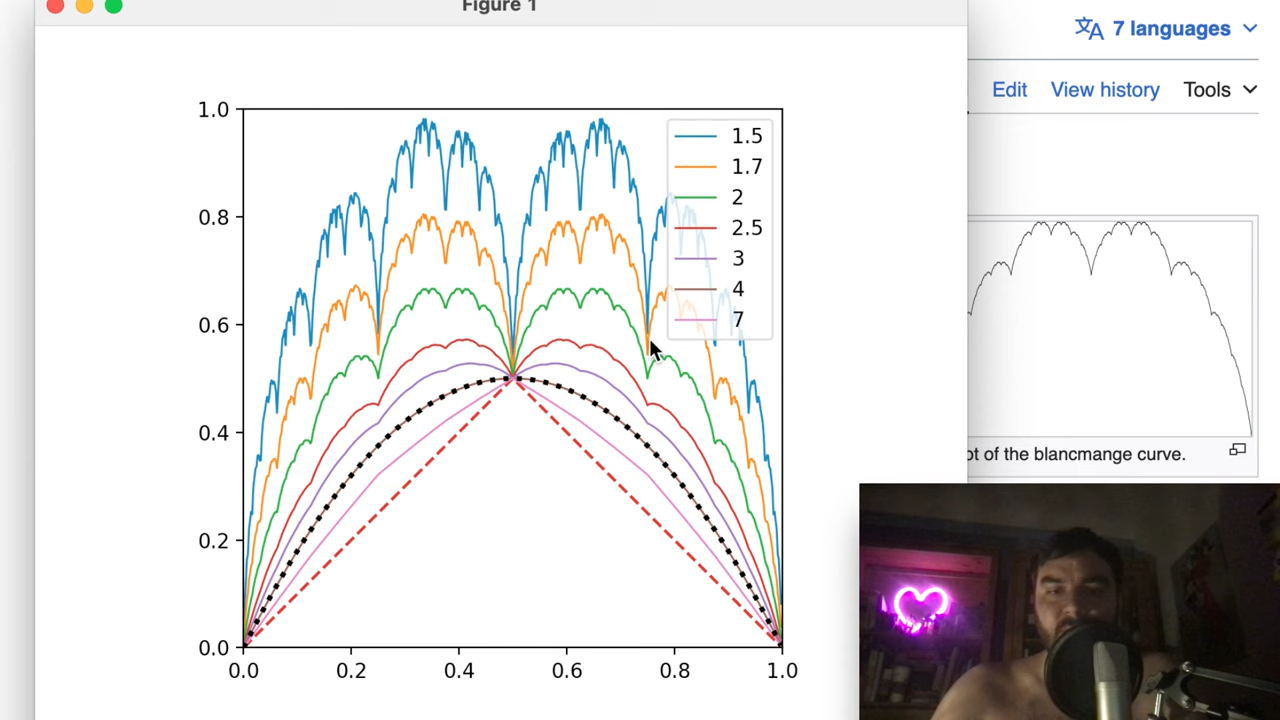 Figure 1
7 languages
Edit View history Tools
1.0
0.8
0.6
0.4
0.2
0.0
0.0 0.2 0.4 0.6 0.8 1.0
1.5
1.7
2
2.5
3
4
7
of the blancmange curve.